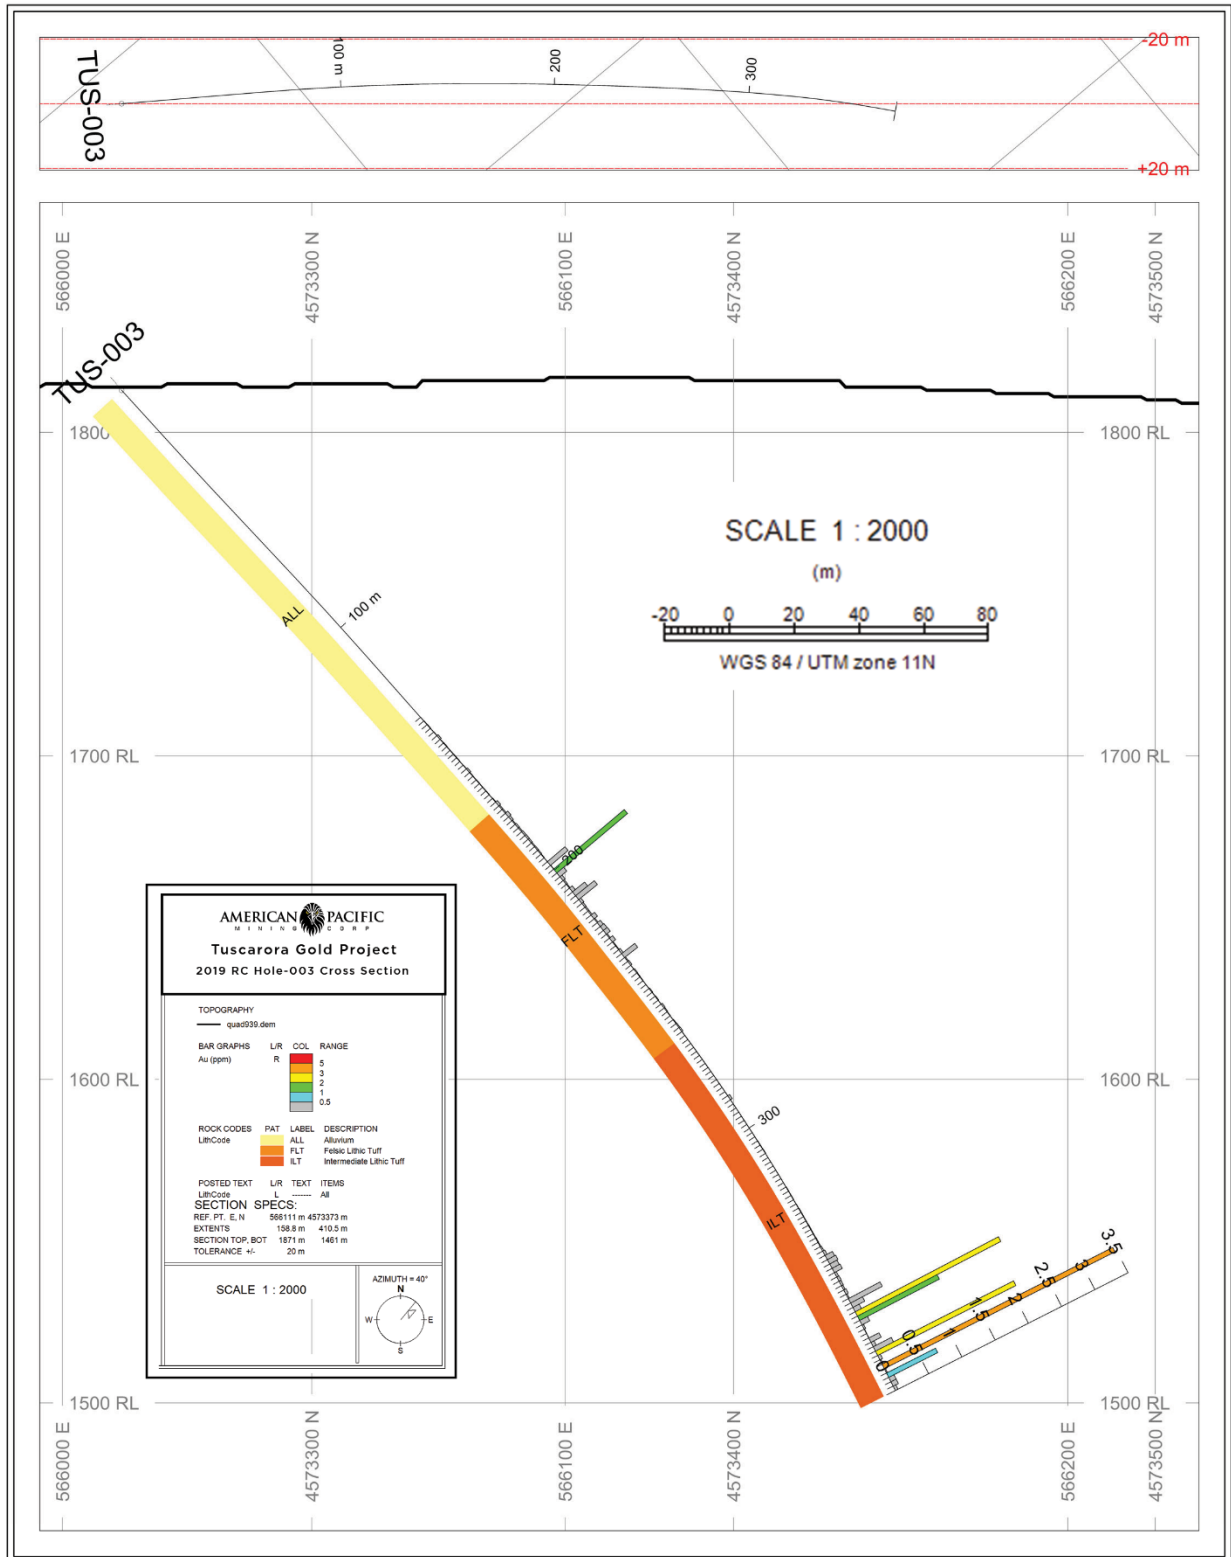 TUS-003
100 m
200
300
-20 m
+20 m
566000 E
4573300 N
566100 E
4573400 N
566200 E
4573500 N
TUS-003
1800
1800 RL
SCALE 1 : 2000
(m)
-20 0 20 40 60 80
WGS 84 / UTM zone 11N
100 m
ALL
1700 RL
1700 RL
200
FLT
1600 RL
1600 RL
300
ILT
0 0.5 1 1.5 2 2.5 3 3.5
1500 RL
1500 RL
566000 E
4573300 N
566100 E
4573400 N
566200 E
4573500 N
AMERICAN PACIFIC
MINING CORP
Tuscarora Gold Project
2019 RC Hole-003 Cross Section
TOPOGRAPHY
quad939.dem
BAR GRAPHS L/R COL RANGE
Au (ppm) R
5
3
2
1
0.5
ROCK CODES PAT LABEL DESCRIPTION
LithCode ALL Alluvium
FLT Felsic Lithic Tuff
ILT Intermediate Lithic Tuff
POSTED TEXT L/R TEXT ITEMS
LithCode L ------- All
SECTION SPECS:
REF. PT. E, N 566111 m 4573373 m
EXTENTS 158.8 m 410.5 m
SECTION TOP, BOT 1871 m 1461 m
TOLERANCE +/- 20 m
SCALE 1 : 2000
AZIMUTH = 40°
N
W E
S